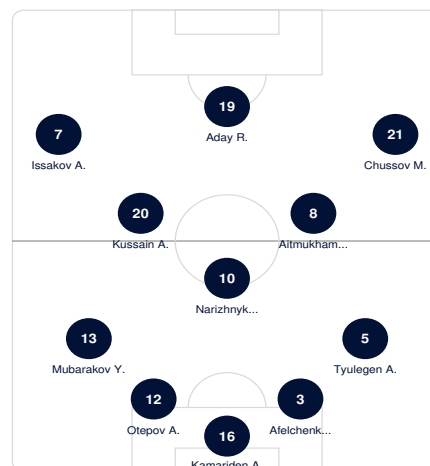 19
Aday R.
7
Issakov A.
21
Chussov M.
20
Kussain A.
8
Aitmukham...
10
Narizhnyk...
13
Mubarakov Y.
5
Tyulegen A.
12
Otepov A.
3
Afelchenk...
16
Kamariden A.